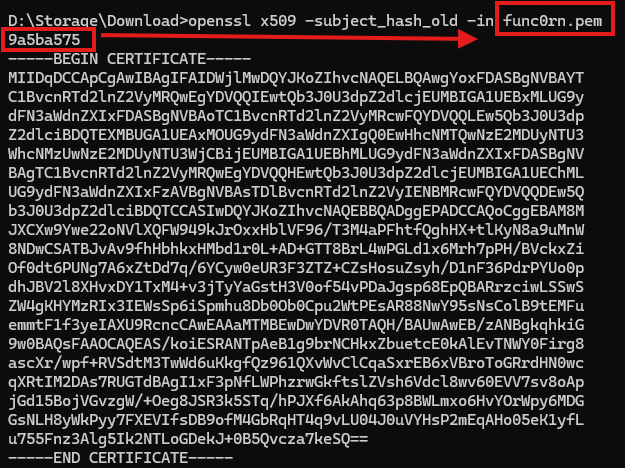 D:\Storage\Download>openssl x509 -subject_hash_old -in func0rn.pem
9a5ba575
-----BEGIN CERTIFICATE-----
MIIDqDCCApCgAwIBAgIFAIDWjlMwDQYJKoZIhvcNAQELBQAwgYoxFDASBgNVBAYT
C1BvcnRTd2lnZ2VyMRQwEgYDVQQIEwtQb3J0U3dpZ2dlcjEUMBIGA1UEBxMLUG9y
dFN3aWdnZXIxFDASBgNVBAoTC1BvcnRTd2lnZ2VyMRcwFQYDVQQLEw5Qb3J0U3dp
Z2dlciBDQTEXMBUGA1UEAxMOUG9ydFN3aWdnZXIgQ0EwHhcNMTQwNzE2MDUyNTU3
WhcNMzUwNzE2MDUyNTU3WjCBijEUMBIGA1UEBhMLUG9ydFN3aWdnZXIxFDASBgNV
BAgTC1BvcnRTd2lnZ2VyMRQwEgYDVQQHEwtQb3J0U3dpZ2dlcjEUMBIGA1UEChML
UG9ydFN3aWdnZXIxFzAVBgNVBAsTDlBvcnRTd2lnZ2VyIENBMRcwFQYDVQQDEw5Q
b3J0U3dpZ2dlciBDQTCCASIwDQYJKoZIhvcNAQEBBQADggEPADCCAQoCggEBAM8M
JXCXw9Ywe22oNVlXQFW949kJrOxxHblVF96/T3M4aPFhtfQghHX+tlKyN8a9uMnW
8NDwCSATBJvAv9fhHbhkxHMbd1r0L+AD+GTT8BrL4wPGLd1x6Mrh7pPH/BVckxZi
Of0dt6PUNg7A6xZtDd7q/6YCyw0eUR3F3ZTZ+CZsHosuZsyh/D1nF36PdrPYUo0p
dhJBV2l8XHvxDY1TxM4+v3jTyYaGstH3V0of54vPDaJgsp68EpQBARrzciwLSSwS
ZW4gKHYMzRIx3IEWsSp6iSpmhu8Db0Ob0Cpu2WtPEsAR88NwY95sNsColB9tEMFu
emmtF1f3yeIAXU9RcncCAwEAAaMTMBEwDwYDVR0TAQH/BAUwAwEB/zANBgkqhkiG
9w0BAQsFAAOCAQEAS/koiESRANTpAeB1g9brNCHkxZbuetcE0kAlEvTNWY0Firg8
ascXr/wpf+RVSdtM3TwWd6uKkgfQz961QXvWvClCqaSxrEB6xVBroToGRrdHN0wc
qXRtIM2DAs7RUGTdBAgI1xF3pNfLWPhzrwGkftslZVsh6Vdcl8wv60EVV7sv8oAp
jGd15BojVGvzgW/+Oeg8JSR3k5STq/hPJXf6AkAhq63p8BWLmxo6HvYOrWpy6MDG
GsNLH8yWkPyy7FXEVIfsDB9ofM4GbRqHT4q9vLU04J0uVYHsP2mEqAHo05eK1yfL
u755Fnz3Alg5Ik2NTLoGDekJ+0B5Qvcza7keSQ==
-----END CERTIFICATE-----